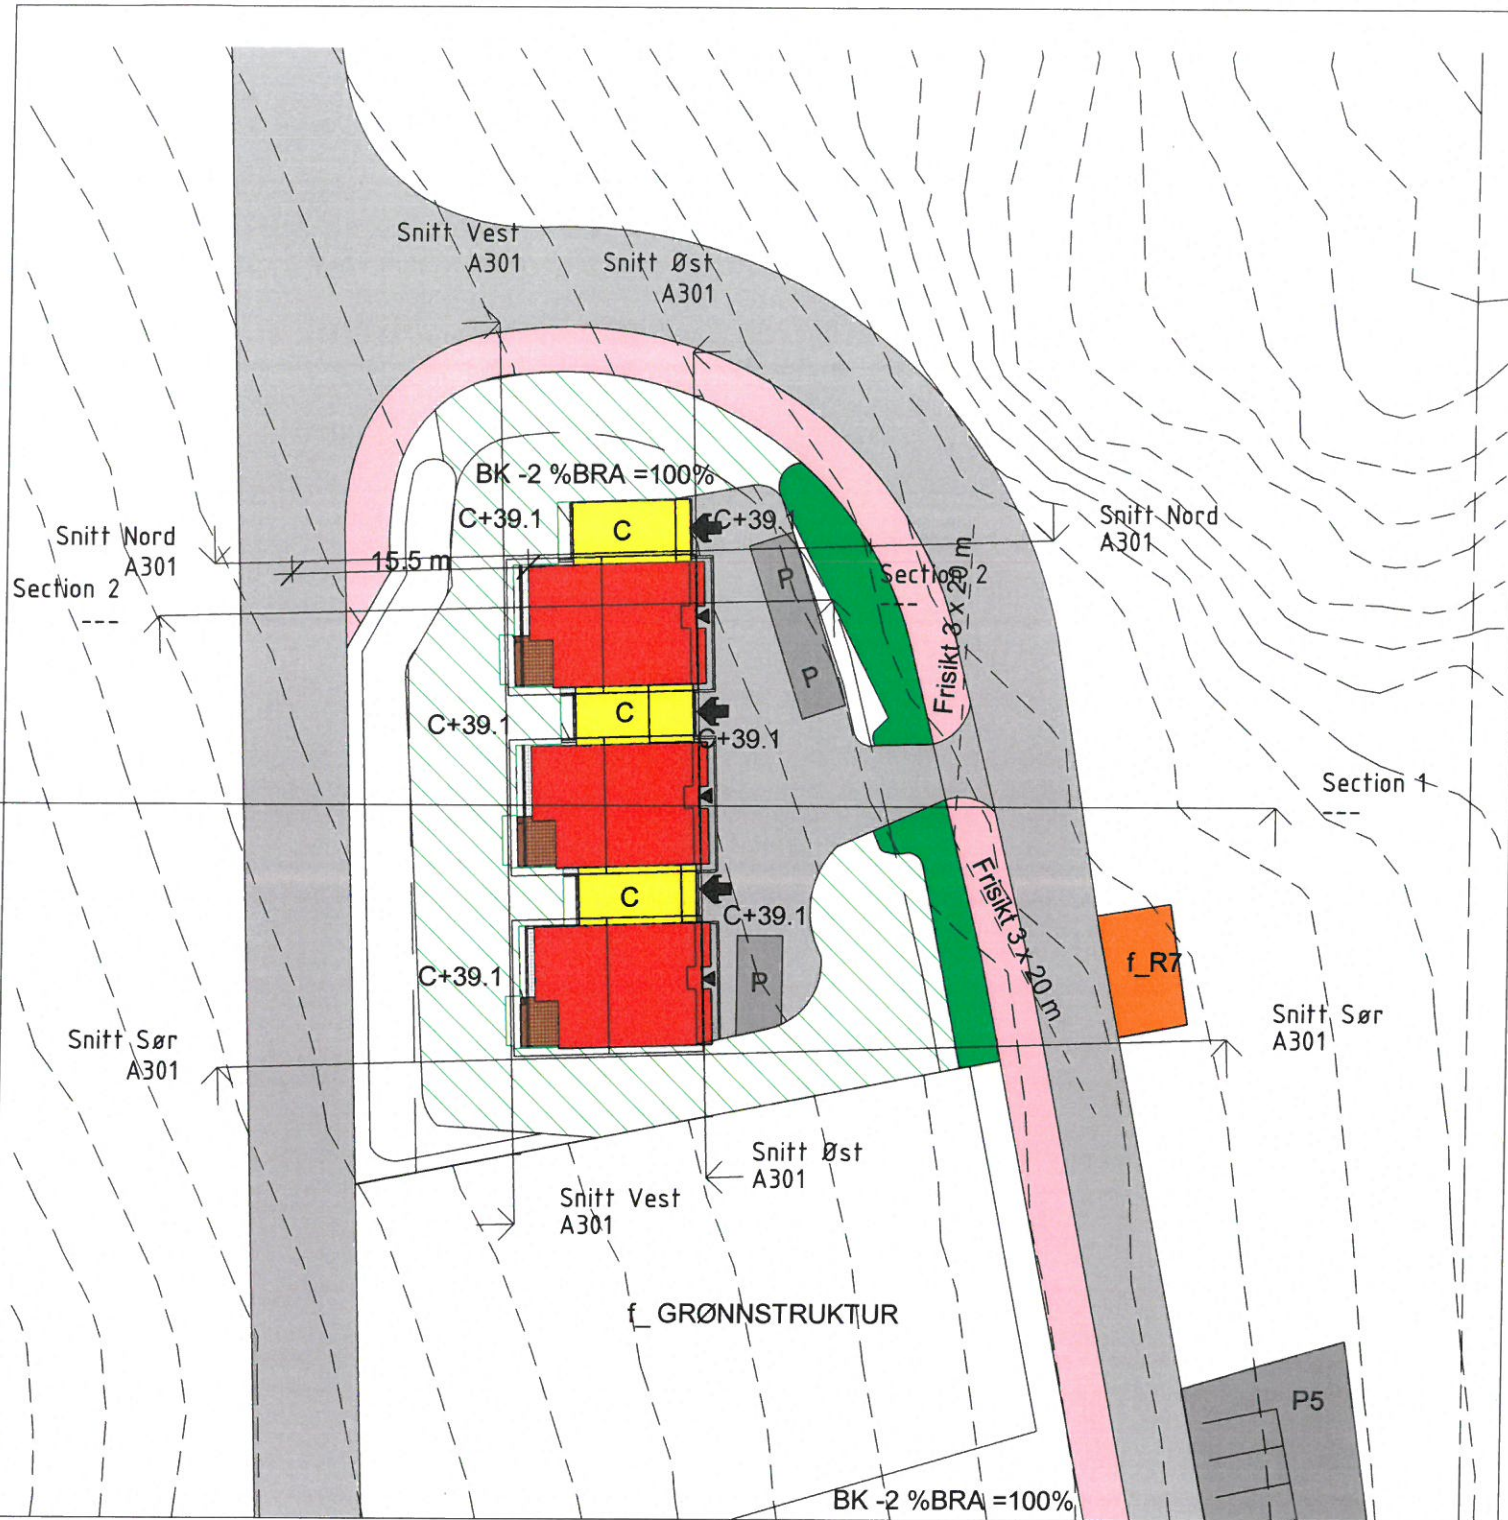 Snitt Vest
A301
Snitt Øst
A301
BK -2 %BRA =100%
C+39.1
C
C+39.1
Snitt Nord
A301
Snitt Nord
A301
15.5 m
Section 2
---
P
Section 2
---
Frisikt 3 x 20 m
P
C+39.1
C
C+39.1
Section 1
---
C
C+39.1
Frisikt 3 x 20 m
f_R7
C+39.1
P
Snitt Sør
A301
Snitt Sør
A301
Snitt Øst
A301
Snitt Vest
A301
f_ GRØNNSTRUKTUR
P5
BK -2 %BRA =100%